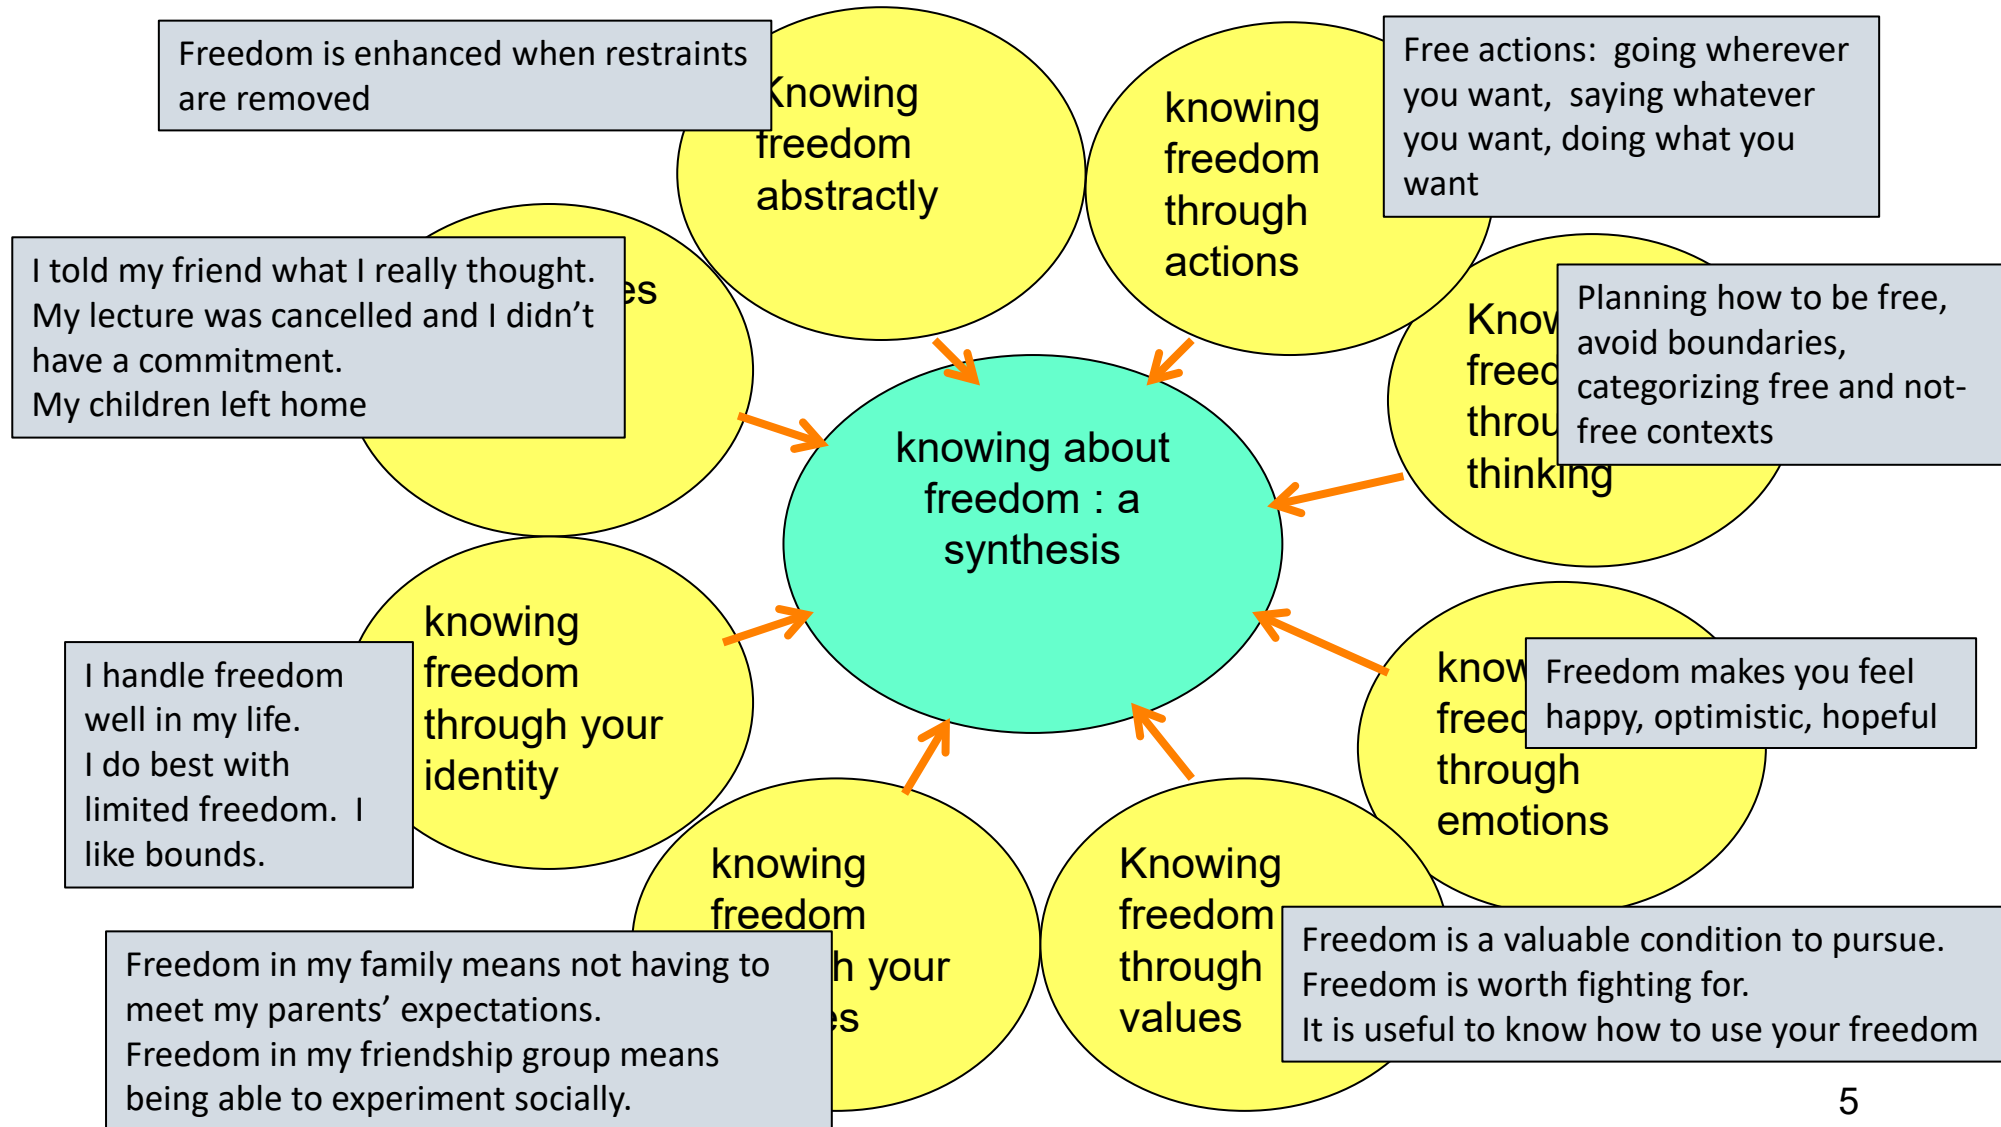 Freedom is enhanced when restraints
are removed
Knowing
freedom
abstractly
knowing
freedom
through
actions
Free actions:  going wherever
you want,  saying whatever
you want, doing what you
want
I told my friend what I really thought.
My lecture was cancelled and I didn’t
have a commitment.
My children left home
freedom
thinking
Planning how to be free,
avoid boundaries,
categorizing free and not-
free contexts
knowing about
freedom : a
synthesis
knowing
freedom
through your
identity
I handle freedom
well in my life.
I do best with
limited freedom.  I
like bounds.
through
emotions
Freedom makes you feel
happy, optimistic, hopeful
knowing
freedom
your
Freedom in my family means not having to
meet my parents’ expectations.
Freedom in my friendship group means
being able to experiment socially.
Knowing
freedom
through
values
Freedom is a valuable condition to pursue.
Freedom is worth fighting for.
It is useful to know how to use your freedom
5